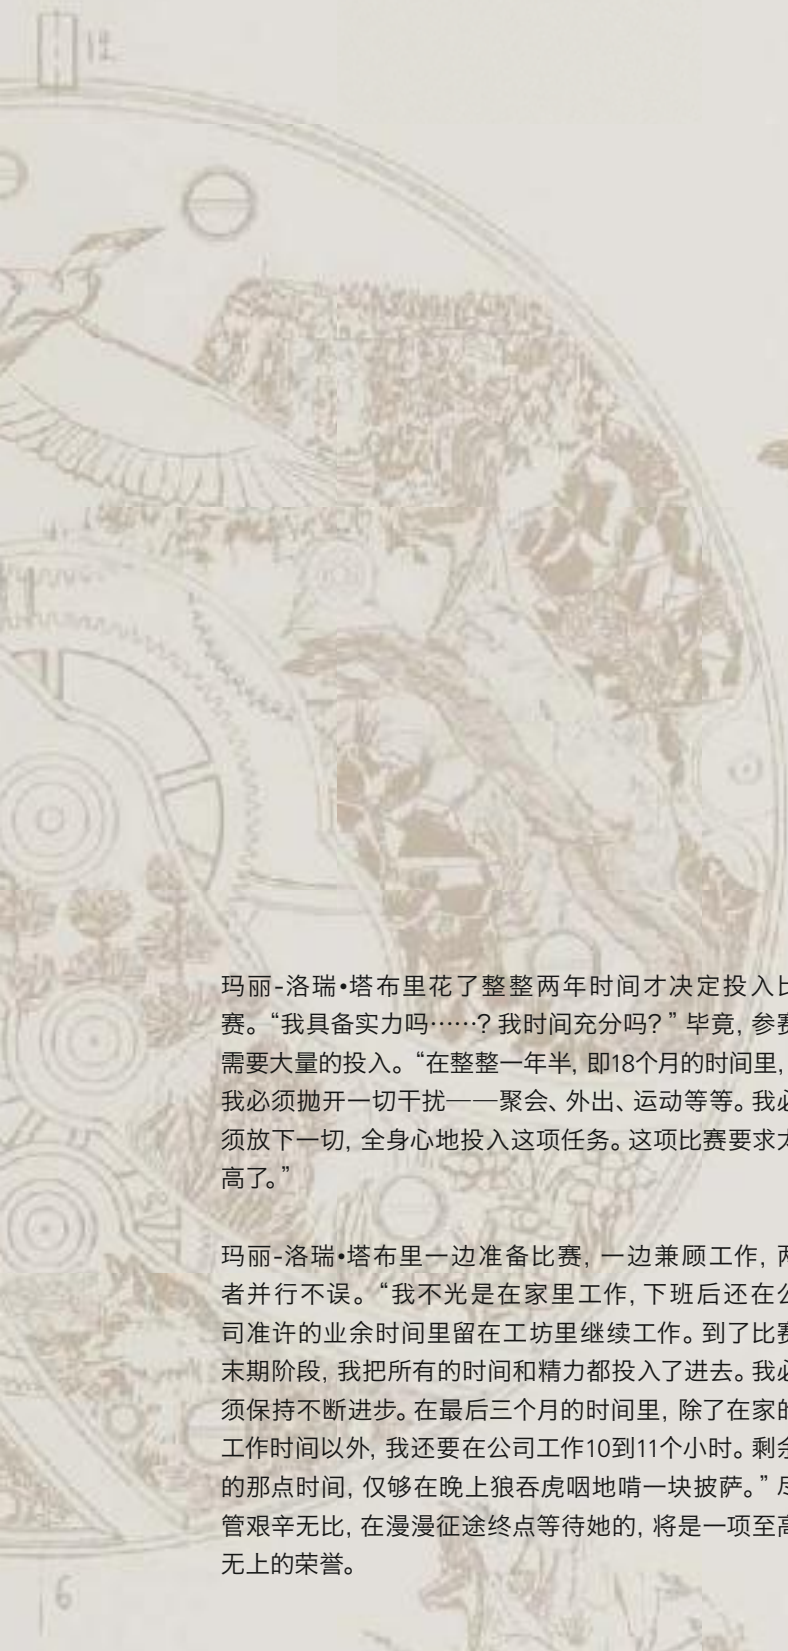 12
玛丽-洛瑞•塔布里花了整整两年时间才决定投入比
赛。“我具备实力吗……? 我时间充分吗? ” 毕竟, 参赛
需要大量的投入。“在整整一年半, 即18个月的时间里,
我必须抛开一切干扰——聚会、外出、运动等等。我必
须放下一切, 全身心地投入这项任务。这项比赛要求太
高了。”
玛丽-洛瑞•塔布里一边准备比赛, 一边兼顾工作, 两
者并行不误。“我不光是在家里工作, 下班后还在公
司准许的业余时间里留在工坊里继续工作。到了比赛
末期阶段, 我把所有的时间和精力都投入了进去。我必
须保持不断进步。在最后三个月的时间里, 除了在家的
工作时间以外, 我还要在公司工作10到11个小时。剩余
的那点时间, 仅够在晚上狼吞虎咽地啃一块披萨。” 尽
管艰辛无比, 在漫漫征途终点等待她的, 将是一项至高
无上的荣誉。
6